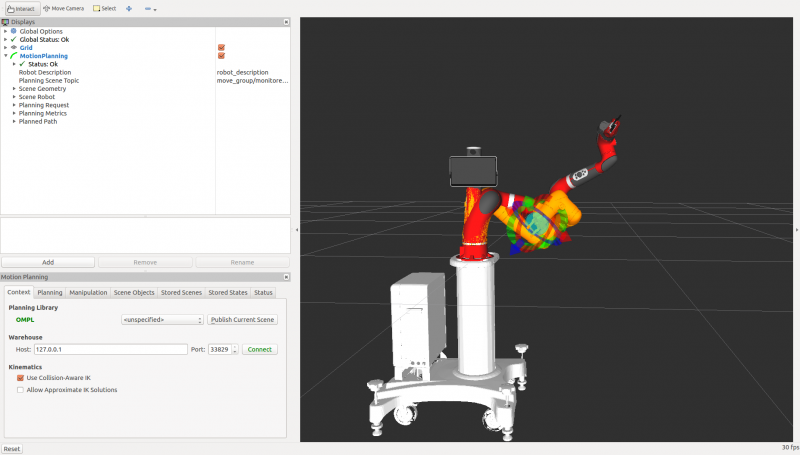 Interact Move Camera Select
Displays
Global Options
Global Status: Ok
Grid
MotionPlanning
Status: Ok
Robot Description robot_description
Planning Scene Topic move_group/monitore...
Scene Geometry
Scene Robot
Planning Request
Planning Metrics
Planned Path
Add Remove Rename
Motion Planning
Context Planning Manipulation Scene Objects Stored Scenes Stored States Status
Planning Library
OMPL <unspecified> Publish Current Scene
Warehouse
Host: 127.0.0.1 Port: 33829 Connect
Kinematics
Use Collision-Aware IK
Allow Approximate IK Solutions
Reset 30 fps